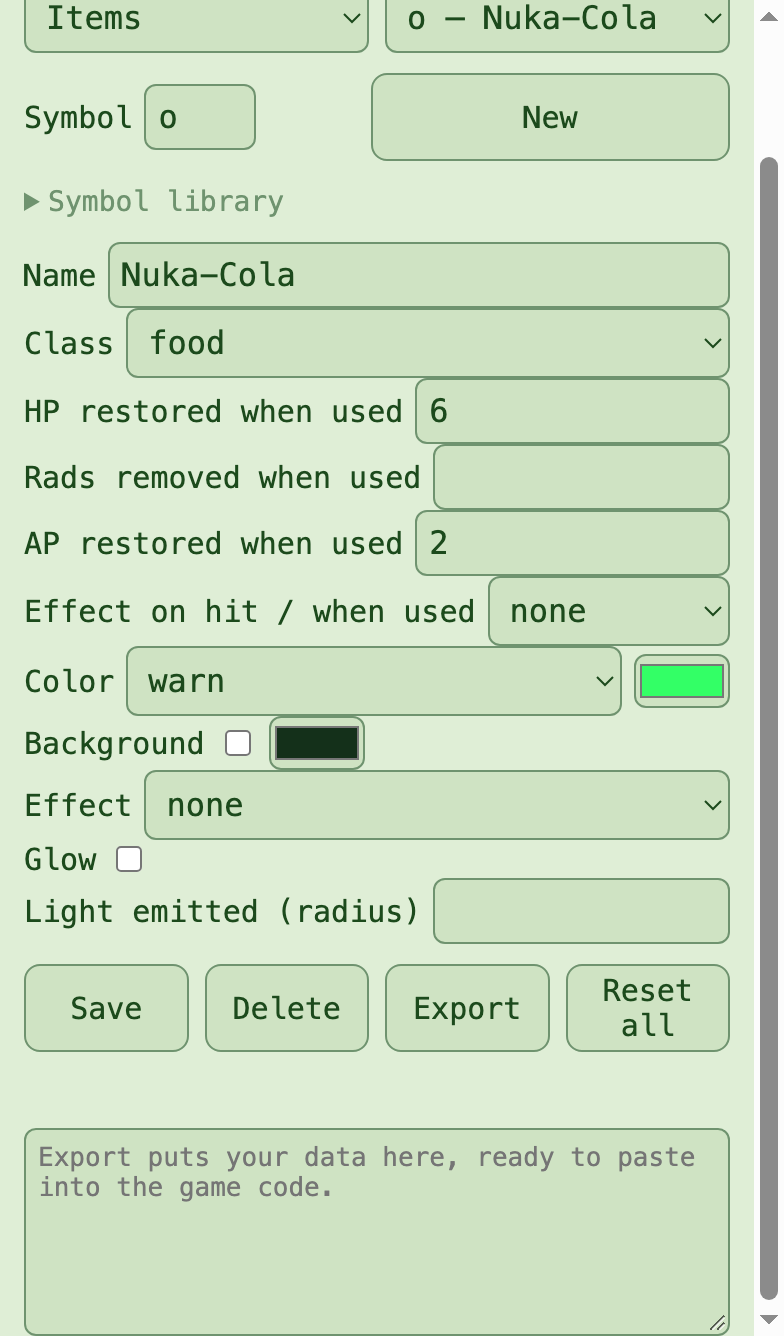 Items o — Nuka-Cola
Symbol o New
Symbol library
Name Nuka-Cola
Class food
HP restored when used 6
Rads removed when used
AP restored when used 2
Effect on hit / when used none
Color warn
Background
Effect none
Glow
Light emitted (radius)
Save Delete Export Reset all
Export puts your data here, ready to paste
into the game code.